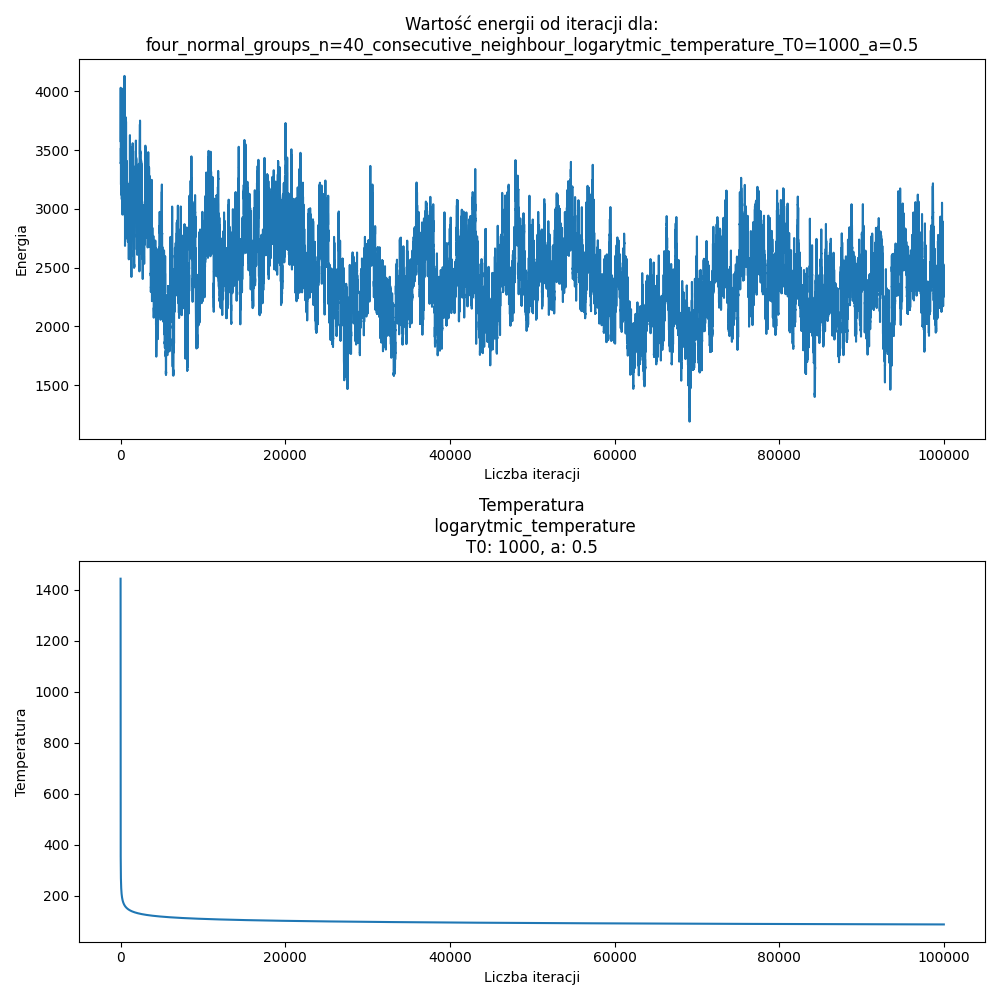 Wartość energii od iteracji dla:
four_normal_groups_n=40_consecutive_neighbour_logarytmic_temperature_T0=1000_a=0.5
4000
3500
3000
2500
2000
1500
Energia
0
20000
40000
60000
80000
100000
Liczba iteracji
Temperatura
logarytmic_temperature
T0: 1000, a: 0.5
1400
1200
1000
800
600
400
200
Temperatura
0
20000
40000
60000
80000
100000
Liczba iteracji